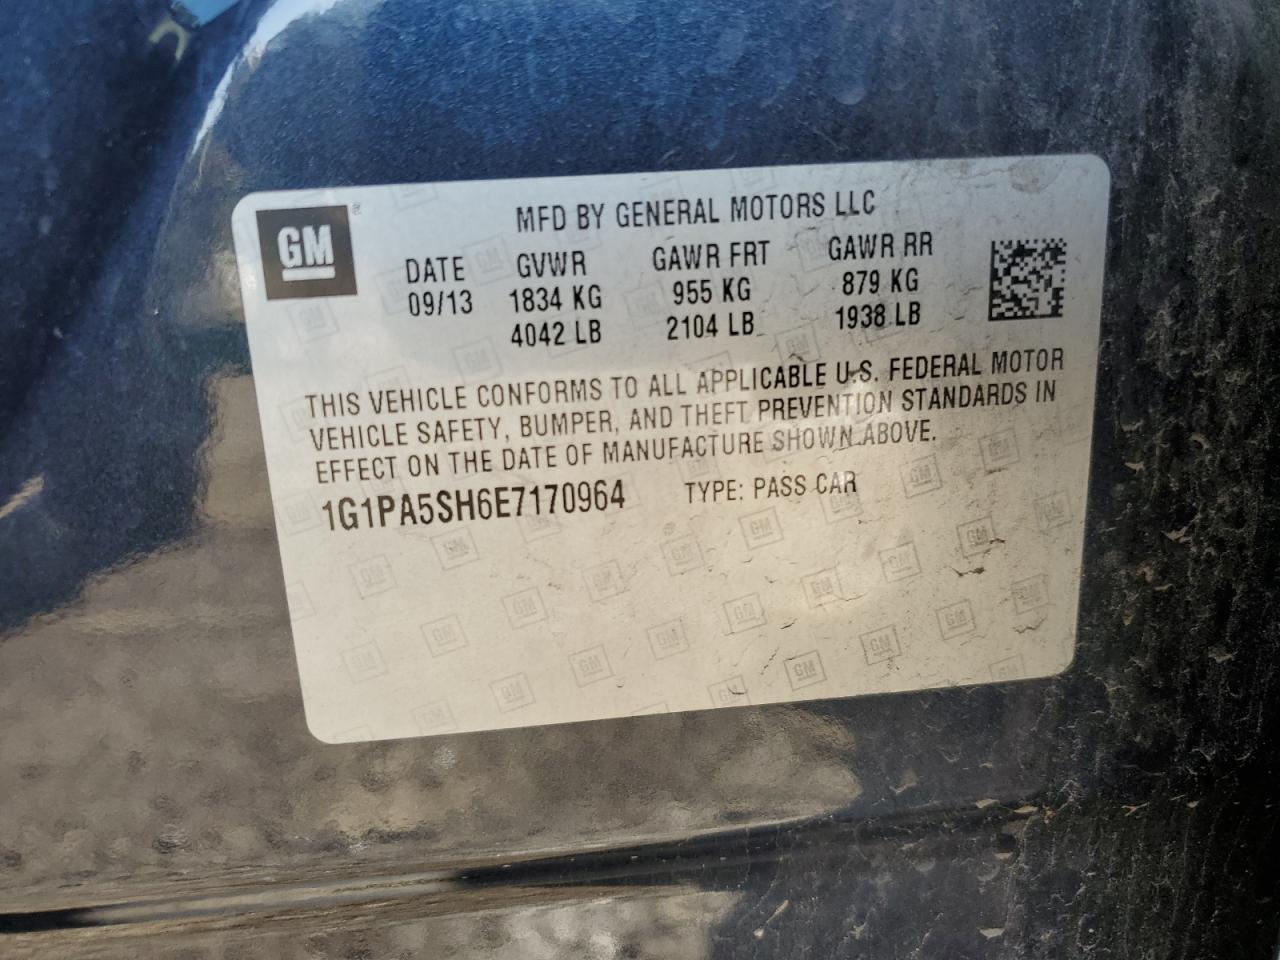 GM
MFD BY GENERAL MOTORS LLC
DATE GVWR GAWR FRT GAWR RR
09/13 1834 KG 955 KG 879 KG
4042 LB 2104 LB 1938 LB
THIS VEHICLE CONFORMS TO ALL APPLICABLE U.S. FEDERAL MOTOR
VEHICLE SAFETY, BUMPER, AND THEFT PREVENTION STANDARDS IN
EFFECT ON THE DATE OF MANUFACTURE SHOWN ABOVE.
1G1PA5SH6E7170964 TYPE: PASS CAR